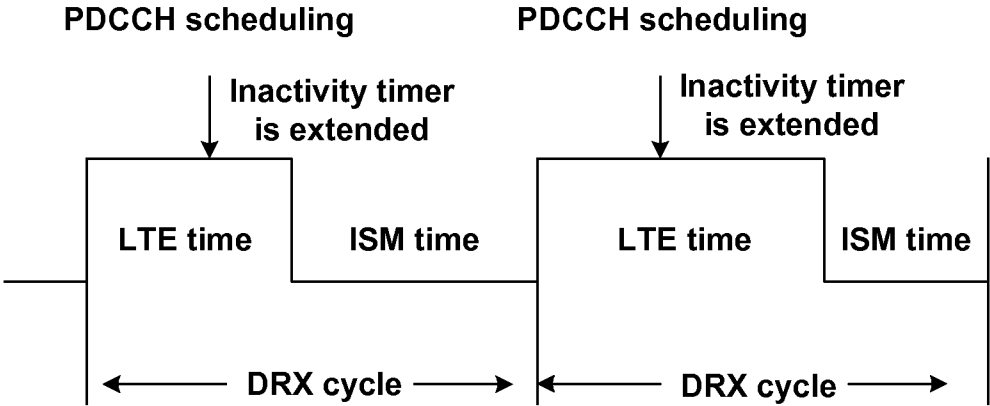 PDCCH scheduling
PDCCH scheduling
Inactivity timer
is extended
Inactivity timer
is extended
LTE time
ISM time
LTE time
ISM time
DRX cycle
DRX cycle